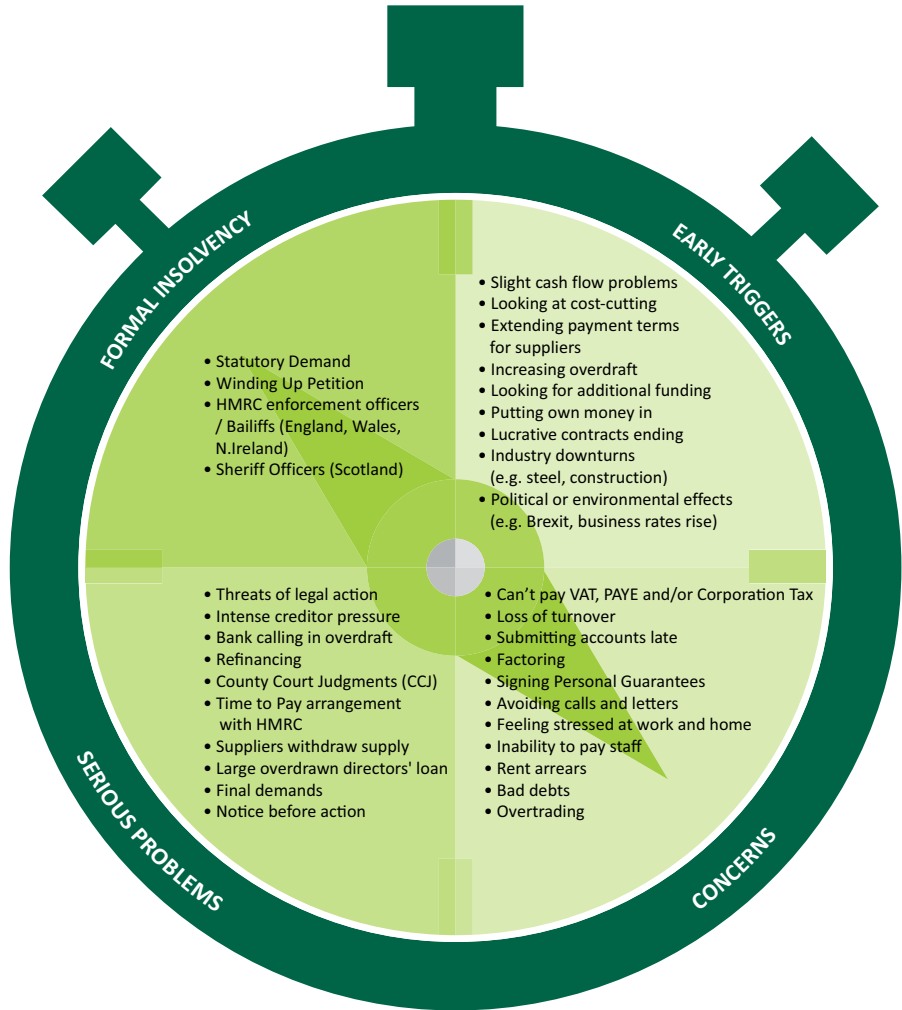 EARLY TRIGGERS
• Slight cash flow problems
• Looking at cost-cutting
• Extending payment terms
for suppliers
• Increasing overdraft
• Looking for additional funding
• Putting own money in
• Lucrative contracts ending
• Industry downturns
(e.g. steel, construction)
• Political or environmental effects
(e.g. Brexit, business rates rise)
CONCERNS
• Can’t pay VAT, PAYE and/or Corporation Tax
• Loss of turnover
• Submitting accounts late
• Factoring
• Signing Personal Guarantees
• Avoiding calls and letters
• Feeling stressed at work and home
• Inability to pay staff
• Rent arrears
• Bad debts
• Overtrading
SERIOUS PROBLEMS
• Threats of legal action
• Intense creditor pressure
• Bank calling in overdraft
• Refinancing
• County Court Judgments (CCJ)
• Time to Pay arrangement
with HMRC
• Suppliers withdraw supply
• Large overdrawn directors' loan
• Final demands
• Notice before action
FORMAL INSOLVENCY
• Statutory Demand
• Winding Up Petition
• HMRC enforcement officers
/ Bailiffs (England, Wales,
N.Ireland)
• Sheriff Officers (Scotland)